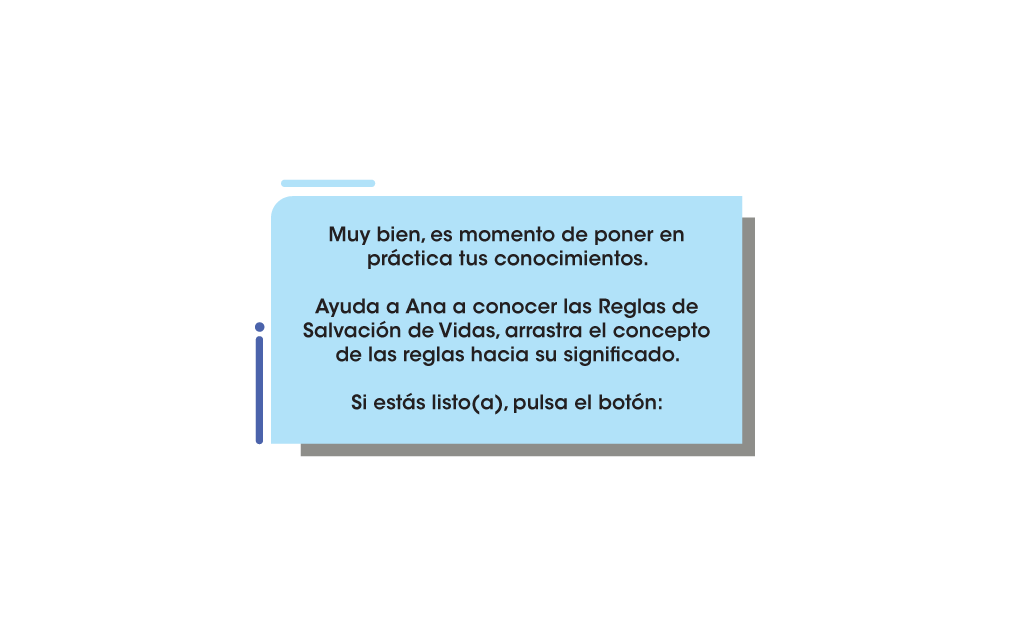 Muy bien, es momento de poner en
práctica tus conocimientos.
Ayuda a Ana a conocer las Reglas de
Salvación de Vidas, arrastra el concepto
de las reglas hacia su significado.
Si estás listo(a), pulsa el botón: